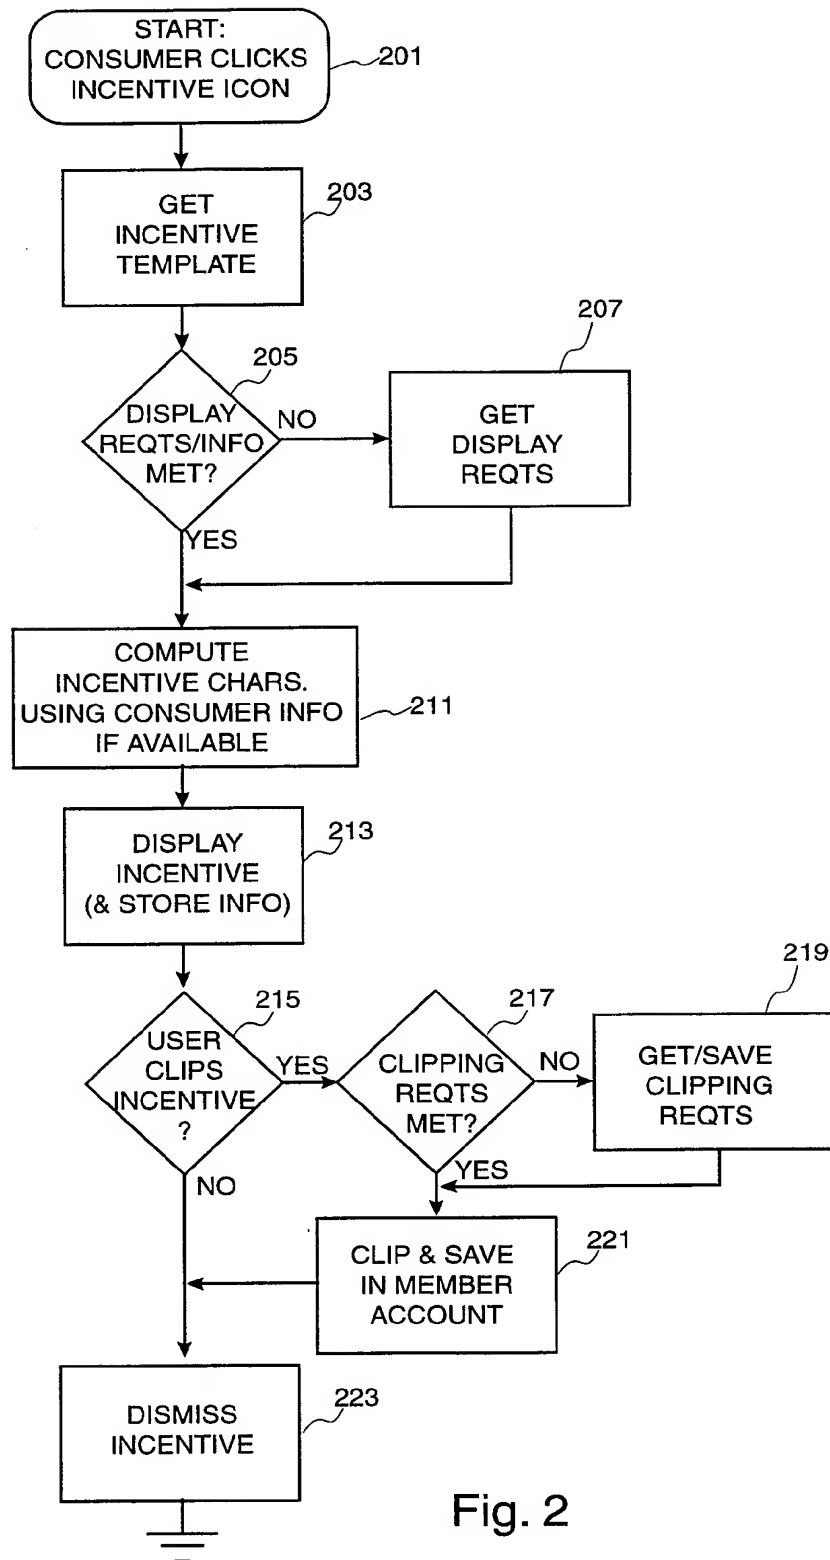 START:
CONSUMER CLICKS
INCENTIVE ICON
201
GET
INCENTIVE
TEMPLATE
203
DISPLAY
REQTS/INFO
MET?
205
NO
YES
GET
DISPLAY
REQTS
207
COMPUTE
INCENTIVE CHARS.
USING CONSUMER INFO
IF AVAILABLE
211
DISPLAY
INCENTIVE
(& STORE INFO)
213
USER
CLIPS
INCENTIVE
?
215
YES
NO
CLIPPING
REQTS
MET?
217
NO
YES
GET/SAVE
CLIPPING
REQTS
219
CLIP & SAVE
IN MEMBER
ACCOUNT
221
DISMISS
INCENTIVE
223
Fig. 2